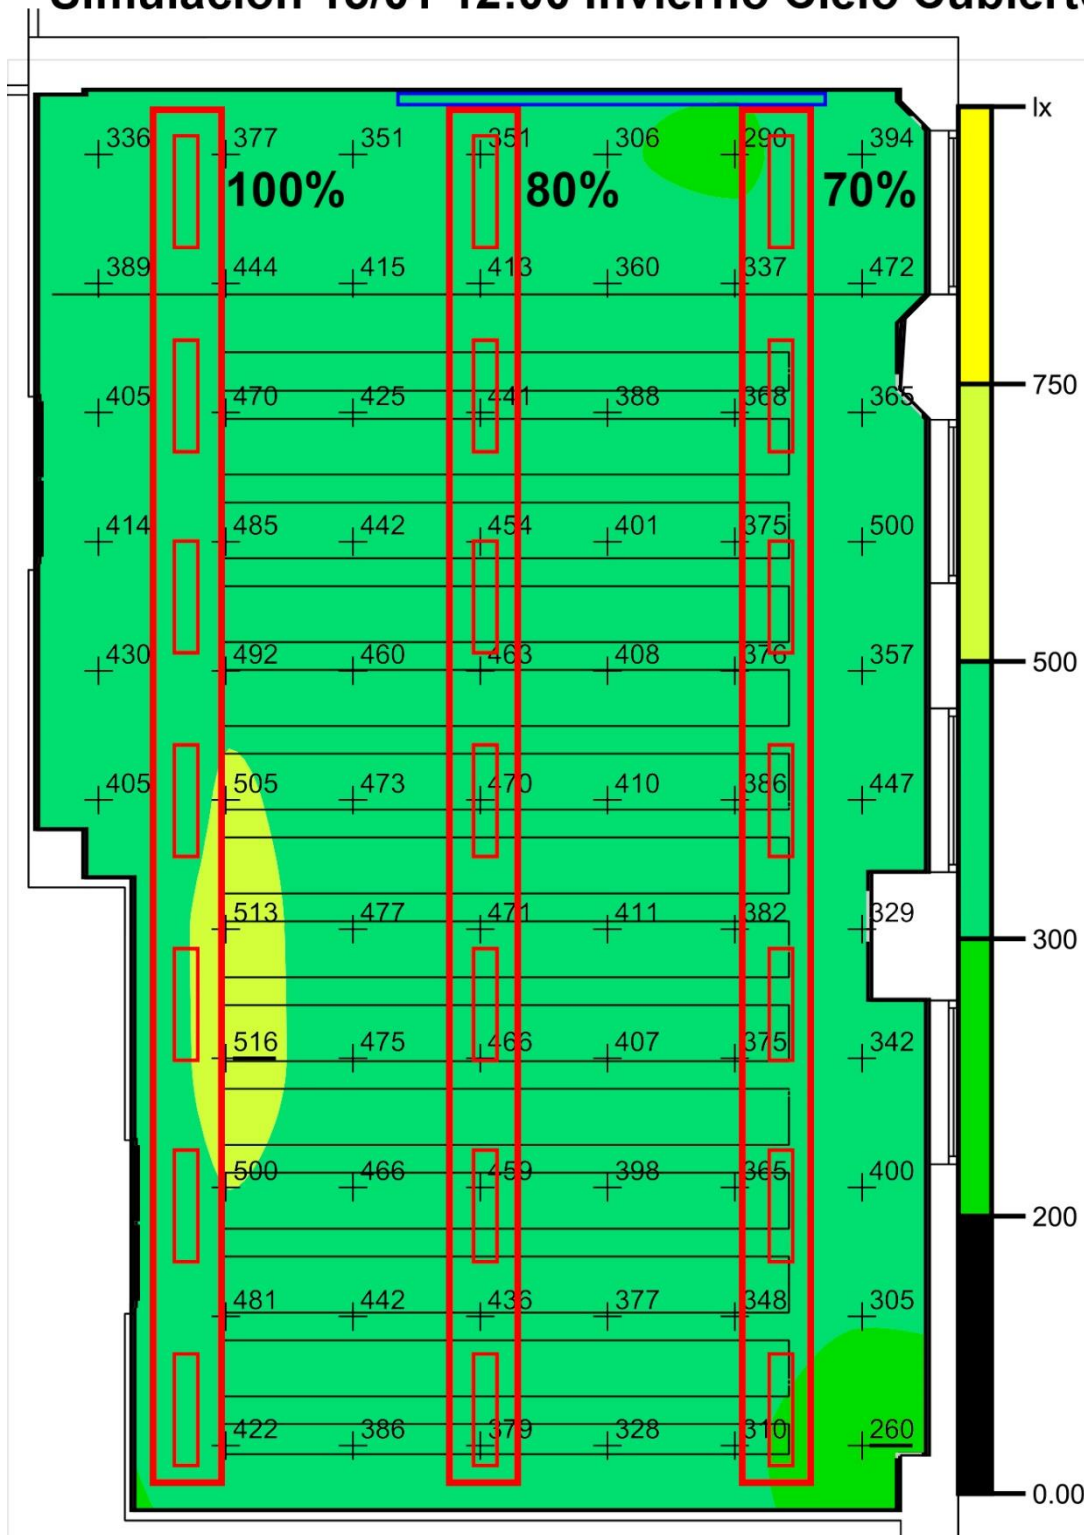 Simulación 15/01 12:00 Invierno Cielo Cubierto
lx
336 377 351 351 306 290 394
100% 80% 70%
389 444 415 413 360 337 472
750
405 470 425 441 388 368 365
414 485 442 454 401 375 500
430 492 460 463 408 376 357
500
405 505 473 470 410 386 447
513 477 471 411 382 329
300
516 475 466 407 375 342
500 466 459 398 365 400
200
481 442 436 377 348 305
422 386 379 328 310 260
0.00